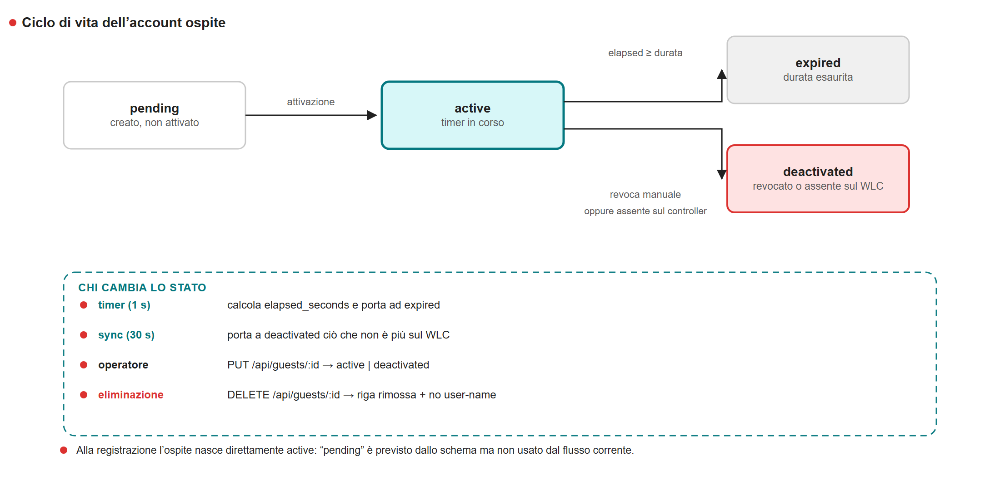 Ciclo di vita dell’account ospite
elapsed ≥ durata
expired
durata esaurita
pending
creato, non attivato
attivazione
active
timer in corso
deactivated
revocato o assente sul WLC
revoca manuale
oppure assente sul controller
CHI CAMBIA LO STATO
timer (1 s) calcola elapsed_seconds e porta ad expired
sync (30 s) porta a deactivated ciò che non è più sul WLC
operatore PUT /api/guests/:id → active | deactivated
eliminazione DELETE /api/guests/:id → riga rimossa + no user-name
Alla registrazione l’ospite nasce direttamente active: “pending” è previsto dallo schema ma non usato dal flusso corrente.